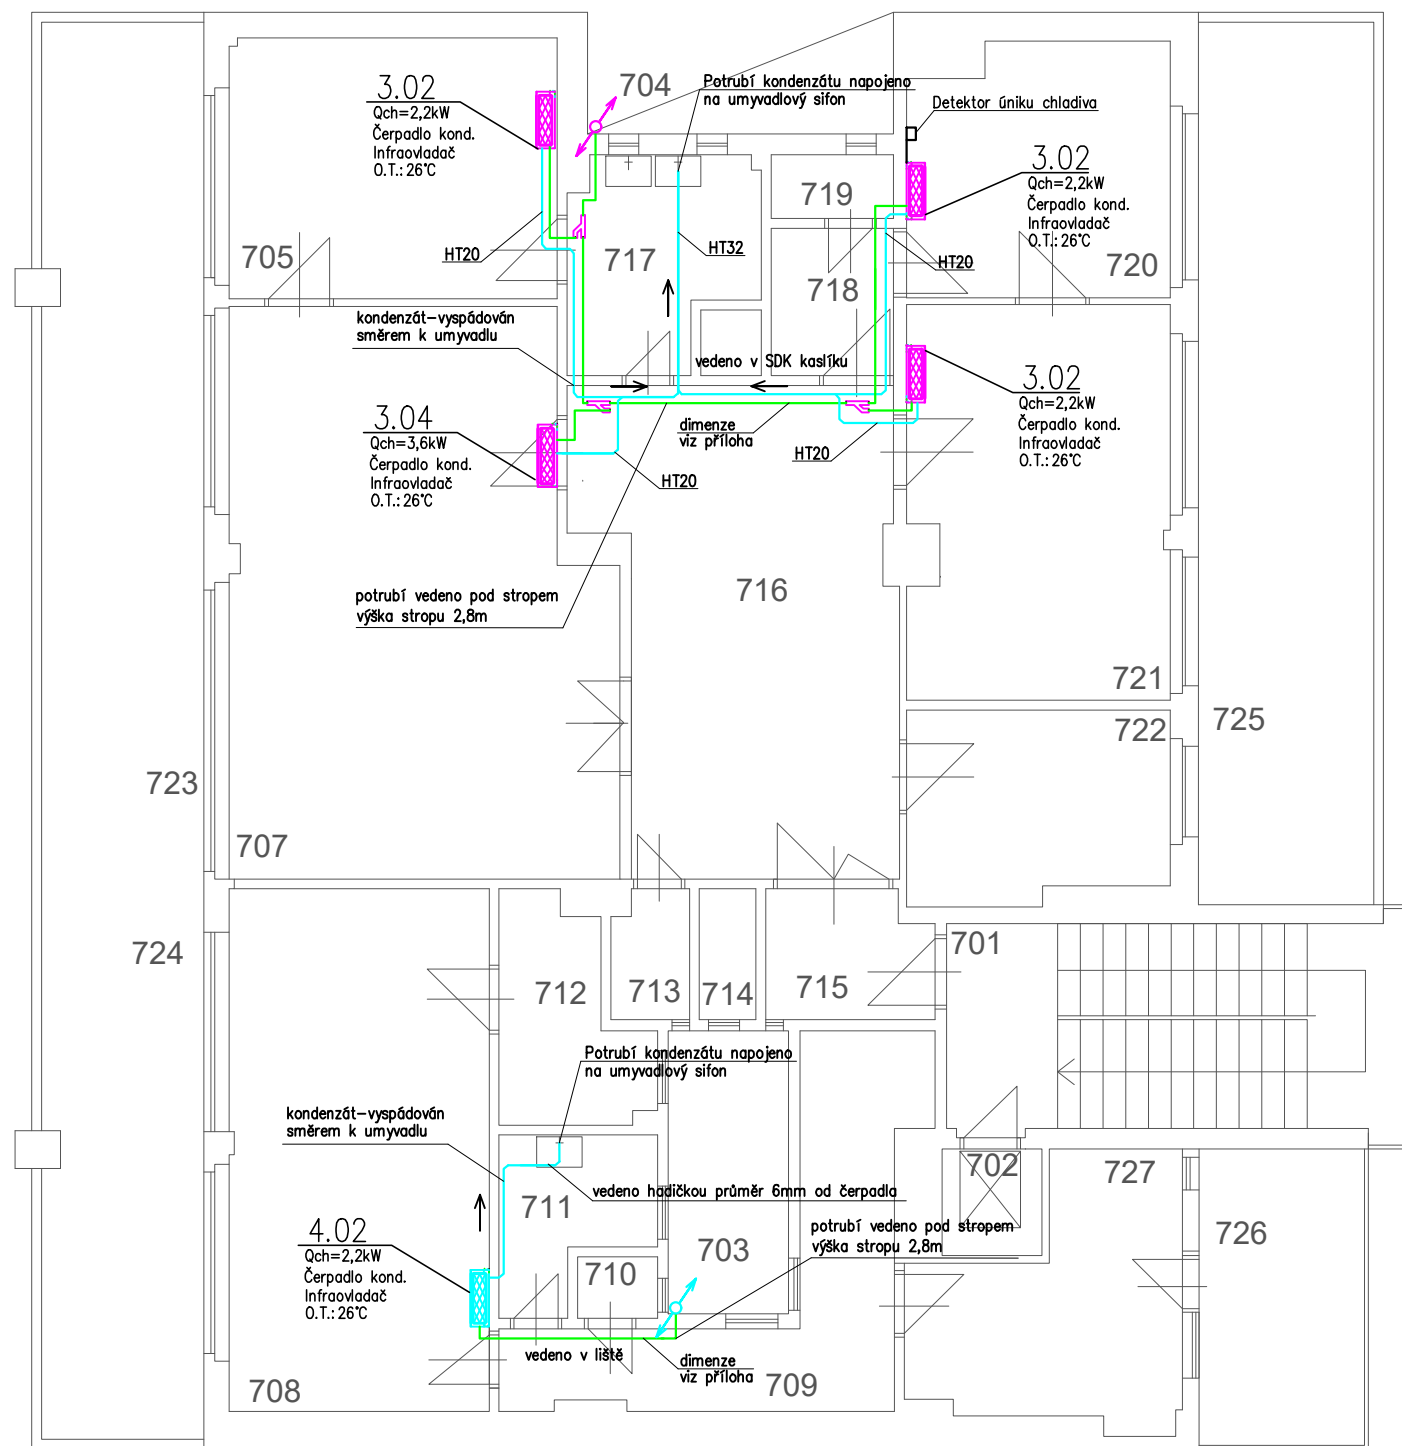 3.02
Qch=2,2kW
Čerpadlo kond.
Infraovladač
O.T.: 26°C
704
Potrubí kondenzátu napojeno
na umyvadlový sifon
Detektor úniku chladiva
3.02
Qch=2,2kW
Čerpadlo kond.
Infraovladač
O.T.: 26°C
719
705
HT20
717
HT32
718
HT20
720
kondenzát-vyspádován
směrem k umyvadlu
vedeno v SDK kaslíku
3.02
Qch=2,2kW
Čerpadlo kond.
Infraovladač
O.T.: 26°C
3.04
Qch=3,6kW
Čerpadlo kond.
Infraovladač
O.T.: 26°C
dimenze
viz příloha
HT20
HT20
potrubí vedeno pod stropem
výška stropu 2,8m
716
721
722
725
723
707
724
712
713
714
715
701
Potrubí kondenzátu napojeno
na umyvadlový sifon
kondenzát-vyspádován
směrem k umyvadlu
vedeno hadičkou průměr 6mm od čerpadla
711
702
727
726
potrubí vedeno pod stropem
výška stropu 2,8m
703
710
4.02
Qch=2,2kW
Čerpadlo kond.
Infraovladač
O.T.: 26°C
vedeno v liště
dimenze
viz příloha
708
709